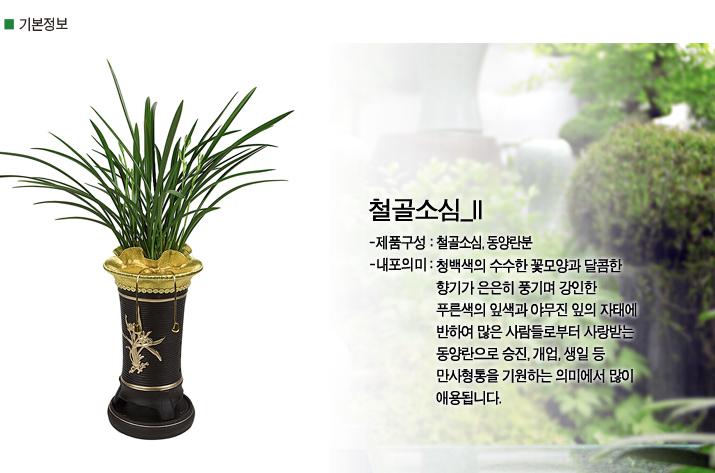 기본정보
철골소심_II
-제품구성 : 철골소심, 동양란분
-내포의미 : 청백색의 수수한 꽃모양과 달콤한
향기가 은은히 풍기며 강인한
푸른색의 잎색과 야무진 잎의 자태에
반하여 많은 사람들로부터 사랑받는
동양란으로 승진, 개업, 생일 등
만사형통을 기원하는 의미에서 많이
애용됩니다.